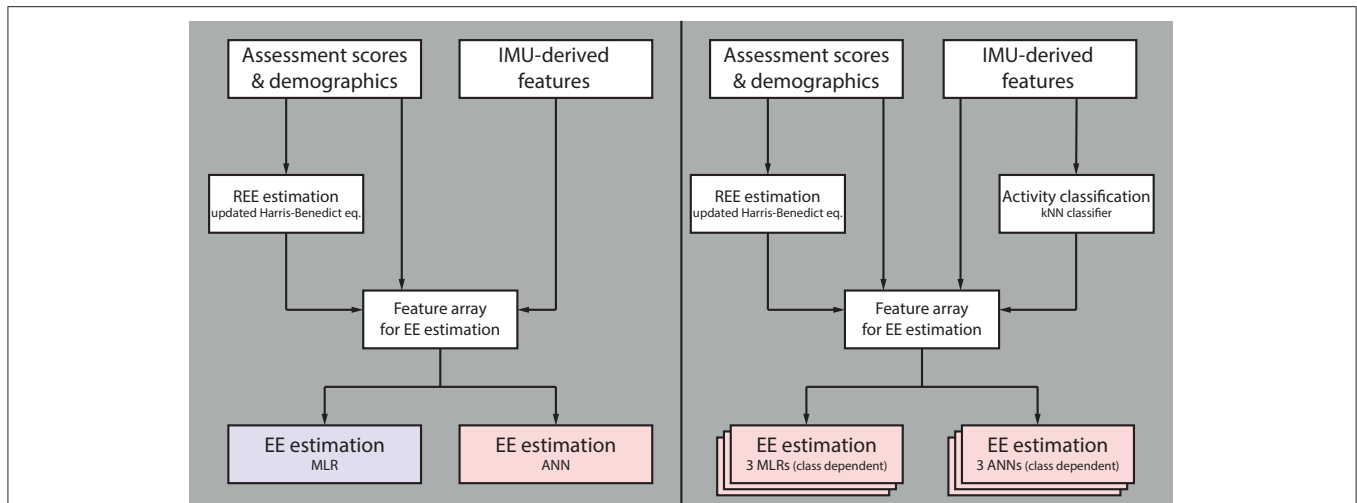 Assessment scores
& demographics
IMU-derived
features
REE estimation
updated Harris-Benedict eq.
Feature array
for EE estimation
EE estimation
MLR
EE estimation
ANN
Assessment scores
& demographics
IMU-derived
features
REE estimation
updated Harris-Benedict eq.
Activity classification
kNN classifier
Feature array
for EE estimation
EE estimation
3 MLRs (class dependent)
EE estimation
3 ANNs (class dependent)